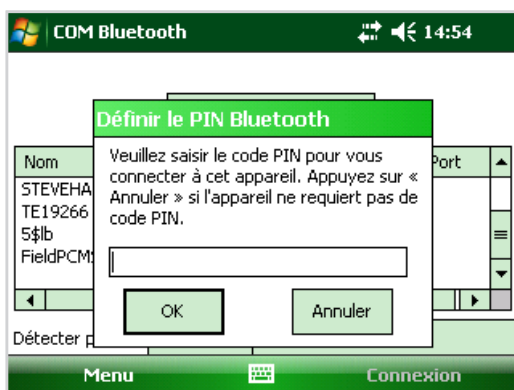 COM Bluetooth 14:54
Définir le PIN Bluetooth
Veuillez saisir le code PIN pour vous
connecter à cet appareil. Appuyez sur «
Annuler » si l'appareil ne requiert pas de
code PIN.
OK Annuler
Nom Port
STEVEHA
TE19266
5$lb
FieldPCM
Détecter p
Menu Connexion